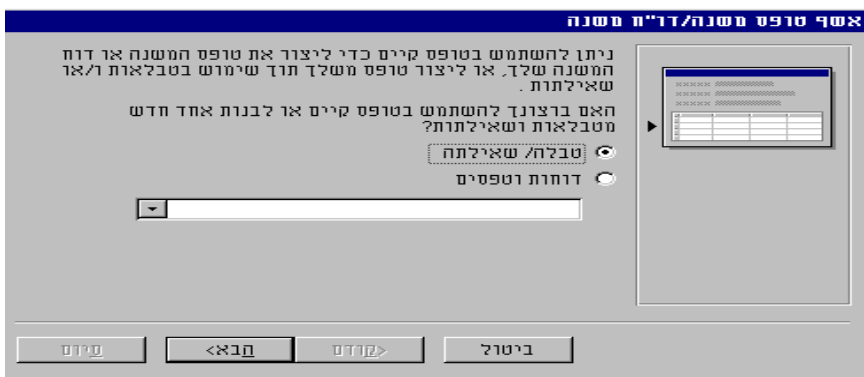 אשף טופס משנה/דו"ח משנה
ניתן להשתמש בטופס קיים כדי ליצור את טופס המשנה או דוח
המשנה שלך, או ליצור טופס משלך תוך שימוש בטבלאות ו/או
שאילתות .
האם ברצונך להשתמש בטופס קיים או לבנות אחד חדש
מטבלאות ושאילתות?
טבלה/ שאילתה
דוחות וטפסים
ביטול
<קודם
הבא>
סיום